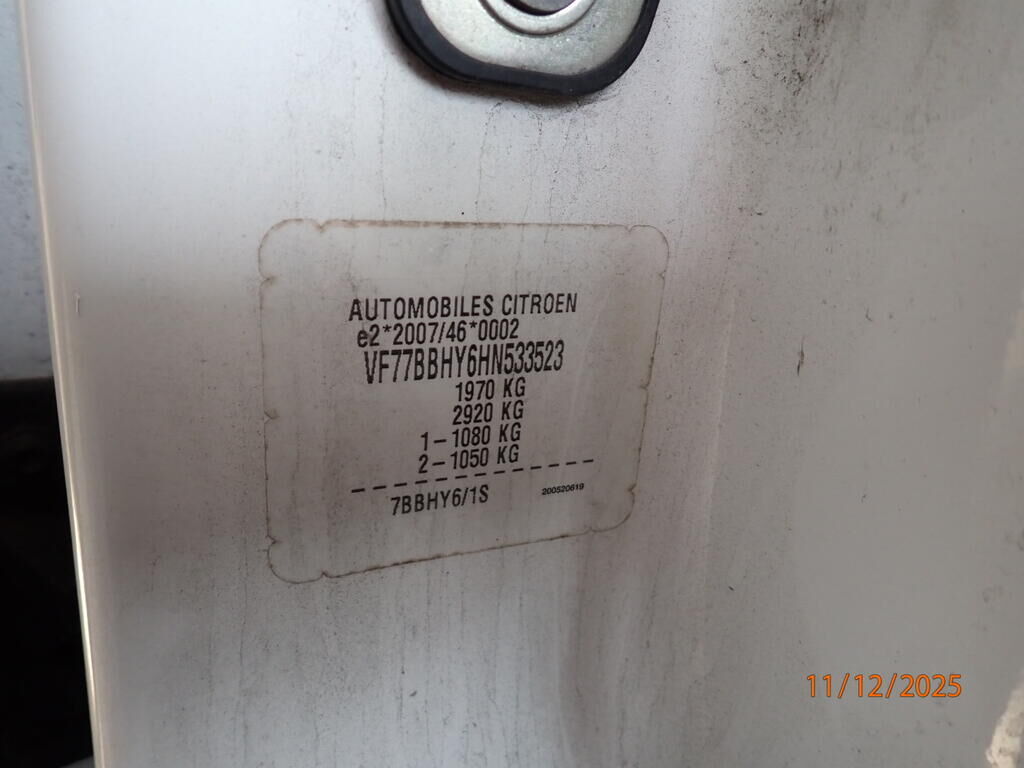 AUTOMOBILES CITROEN
e2*2007/46*0002
VF77BBHY6HN533523
1970 KG
2920 KG
1-1080 KG
2-1050 KG
7BBHY6/1S
200520619
11/12/2025